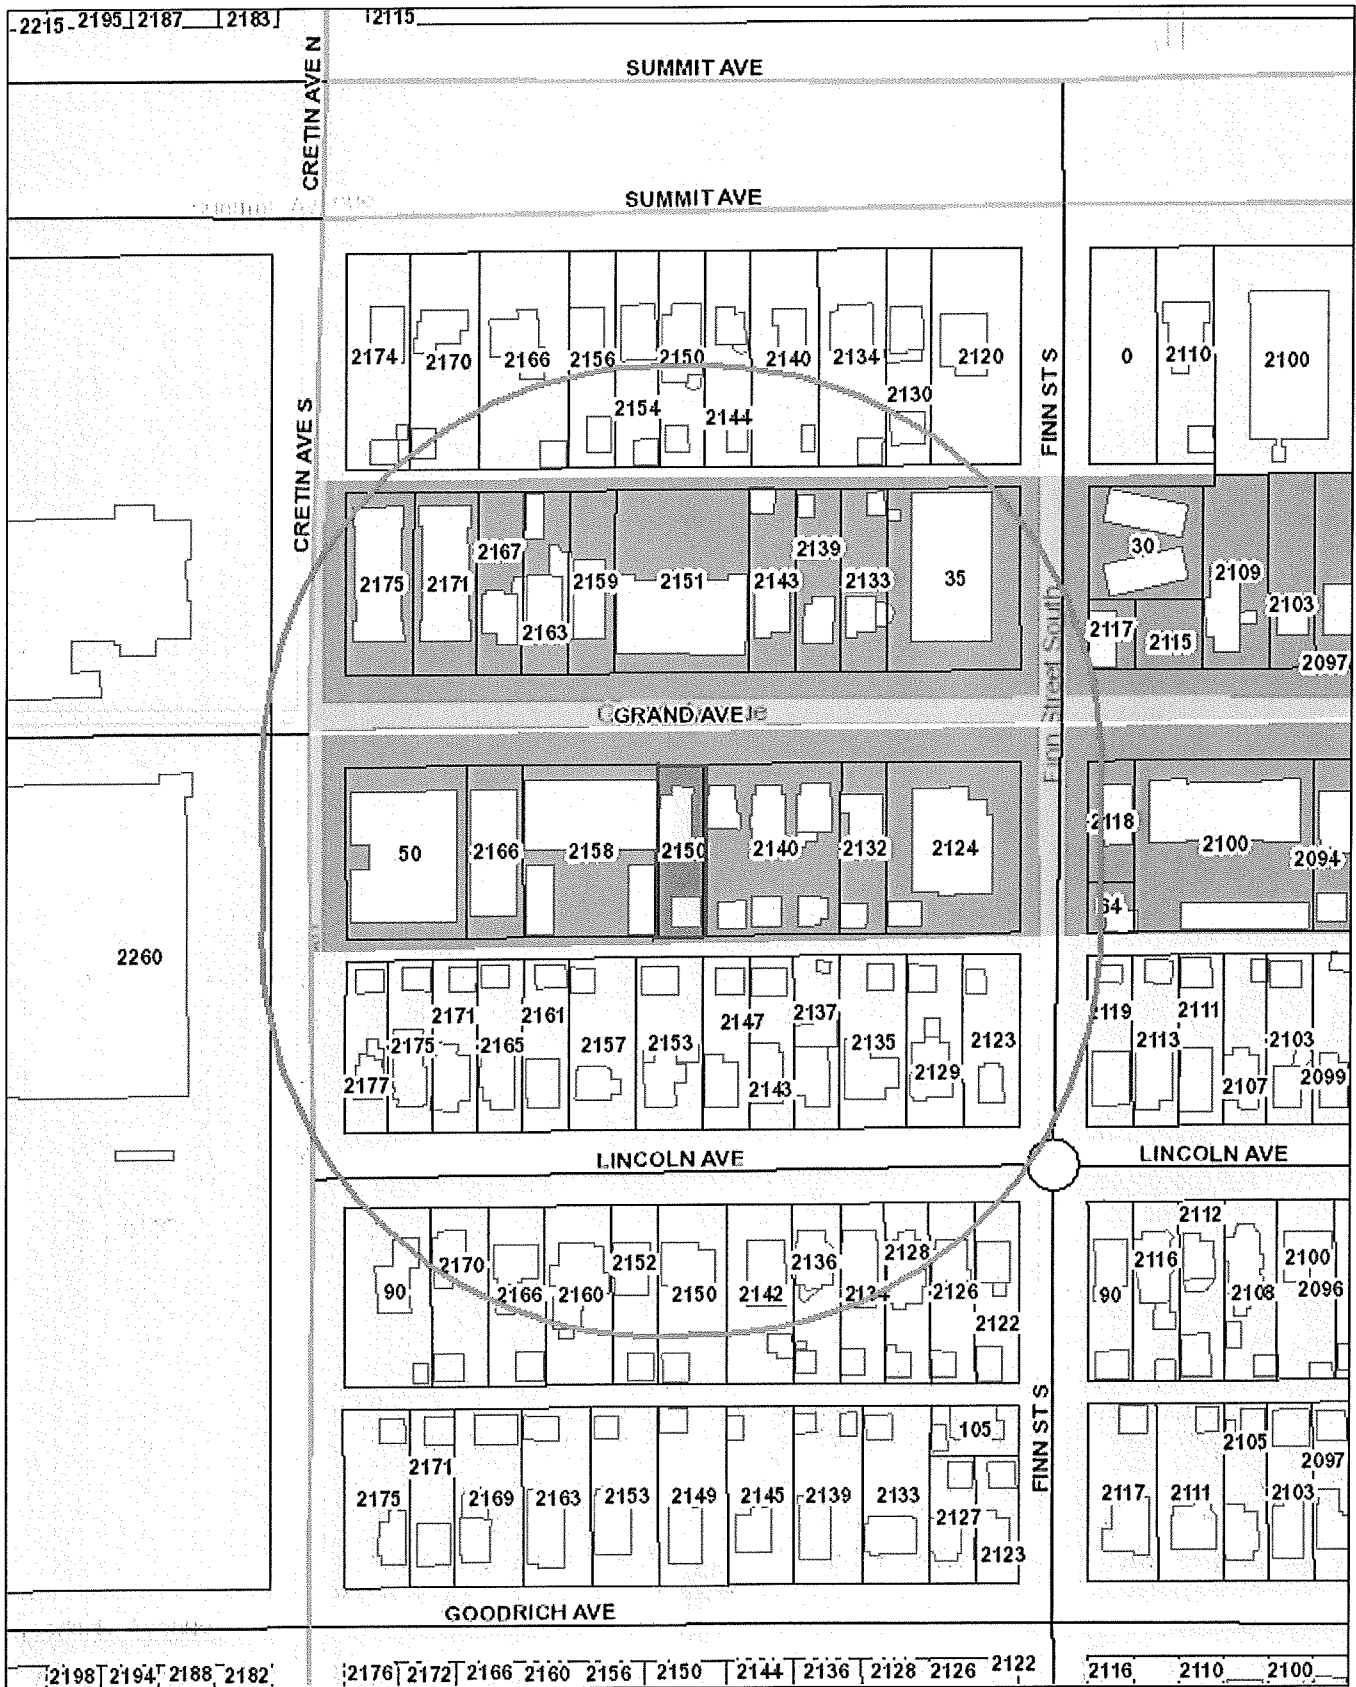 2215 2195 2187 2183 2115
CRETIN AVE N
SUMMIT AVE
SUMMIT AVE
CRETIN AVE S
FINN ST S
2174 2170 2166 2156 2150 2140 2134 2120 0 2110 2100
2154 2144 2130
2175 2171 2167 2163 2159 2151 2143 2139 2133 35 30 2109 2103
2117 2115 2097
Finn Street South
GRAND AVE
50 2166 2158 2150 2140 2132 2124 2118 2100 2094
64
2260
2177 2175 2171 2165 2161 2157 2153 2147 2143 2137 2135 2129 2123 2119 2113 2111 2107 2103 2099
LINCOLN AVE
LINCOLN AVE
90 2170 2166 2160 2152 2150 2142 2136 2134 2128 2126 2122 90 2116 2112 2108 2100 2096
FINN ST S
105
2175 2171 2169 2163 2153 2149 2145 2139 2133 2127 2123 2117 2111 2105 2103 2097
GOODRICH AVE
2198 2194 2188 2182 2176 2172 2166 2160 2156 2150 2144 2136 2128 2126 2122 2116 2110 2100